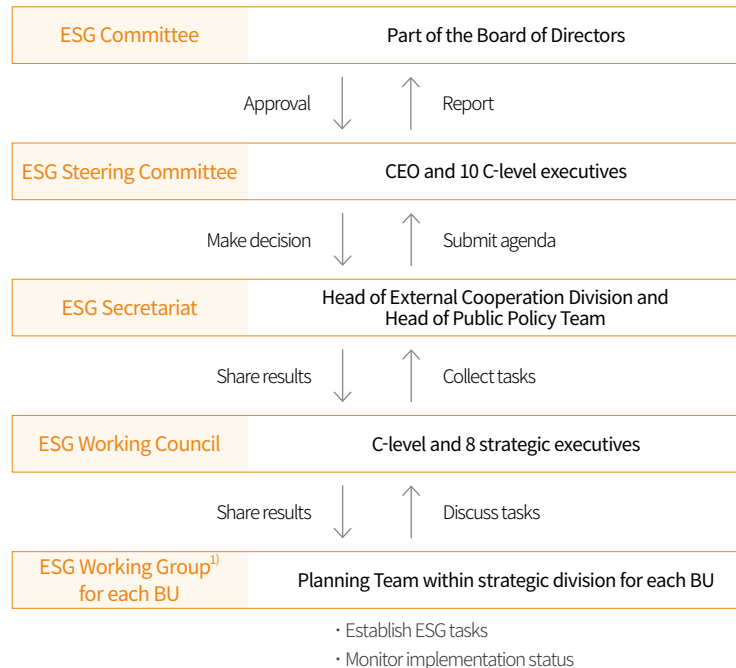 ESG Committee Part of the Board of Directors
Approval Report
ESG Steering Committee CEO and 10 C-level executives
Make decision Submit agenda
ESG Secretariat Head of External Cooperation Division and
Head of Public Policy Team
Share results Collect tasks
ESG Working Council C-level and 8 strategic executives
Share results Discuss tasks
ESG Working Group1)
for each BU Planning Team within strategic division for each BU
· Establish ESG tasks
· Monitor implementation status